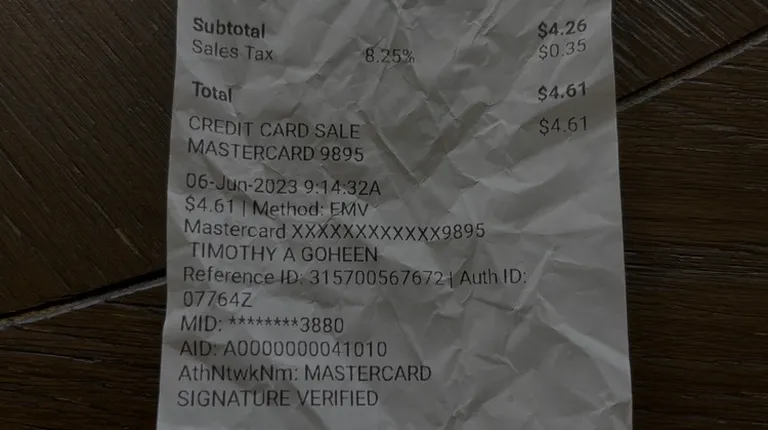 Subtotal $4.26
Sales Tax 8.25% $0.35
Total $4.61
CREDIT CARD SALE $4.61
MASTERCARD 9895
06-Jun-2023 9:14:32A
$4.61 | Method: EMV
Mastercard XXXXXXXXXXXX9895
TIMOTHY A GOHEEN
Reference ID: 315700567672 | Auth ID:
07764Z
MID: ********3880
AID: A0000000041010
AthNtwkNm: MASTERCARD
SIGNATURE VERIFIED